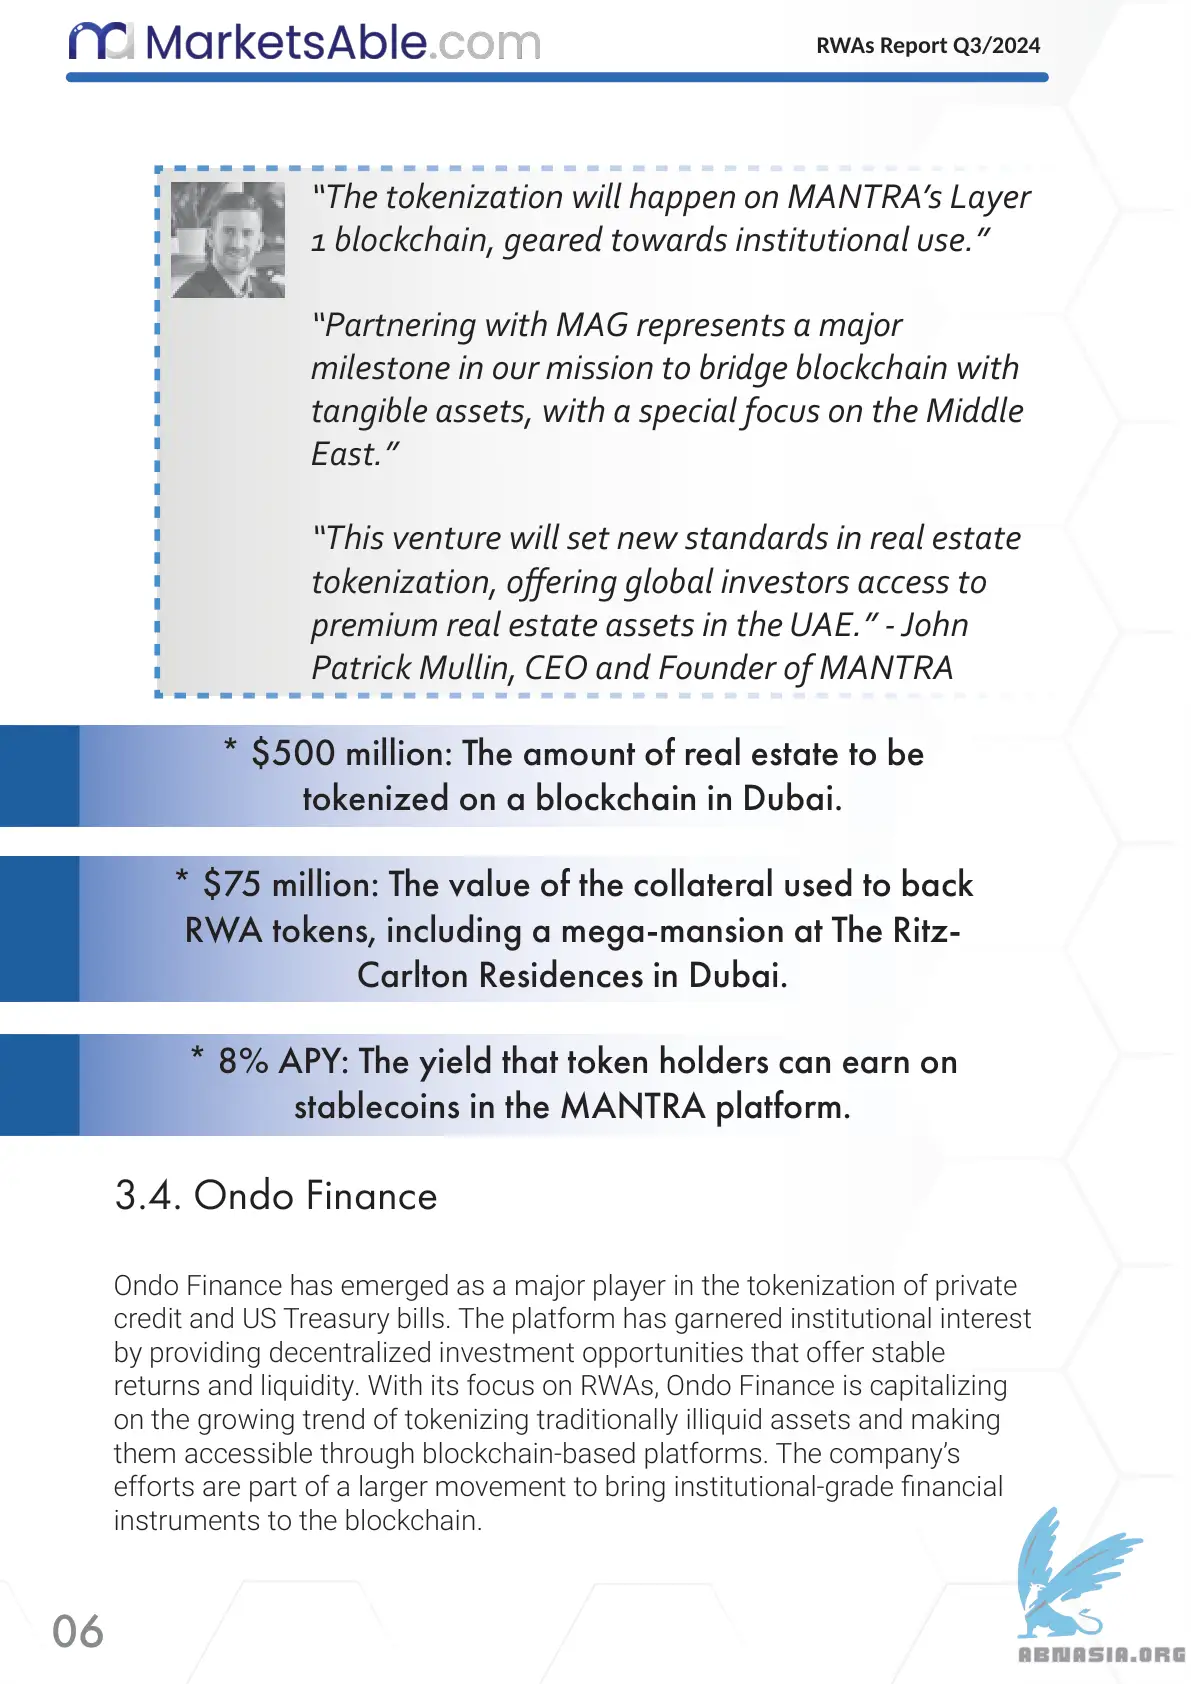 MarketsAble.com
RWAs Report Q3/2024
“The tokenization will happen on MANTRA’s Layer
1 blockchain, geared towards institutional use.”
“Partnering with MAG represents a major
milestone in our mission to bridge blockchain with
tangible assets, with a special focus on the Middle
East.”
“This venture will set new standards in real estate
tokenization, offering global investors access to
premium real estate assets in the UAE.” - John
Patrick Mullin, CEO and Founder of MANTRA
* $500 million: The amount of real estate to be
tokenized on a blockchain in Dubai.
* $75 million: The value of the collateral used to back
RWA tokens, including a mega-mansion at The Ritz-
Carlton Residences in Dubai.
* 8% APY: The yield that token holders can earn on
stablecoins in the MANTRA platform.
3.4. Ondo Finance
Ondo Finance has emerged as a major player in the tokenization of private
credit and US Treasury bills. The platform has garnered institutional interest
by providing decentralized investment opportunities that offer stable
returns and liquidity. With its focus on RWAs, Ondo Finance is capitalizing
on the growing trend of tokenizing traditionally illiquid assets and making
them accessible through blockchain-based platforms. The company’s
efforts are part of a larger movement to bring institutional-grade financial
instruments to the blockchain.
06
ABNASIA.ORG